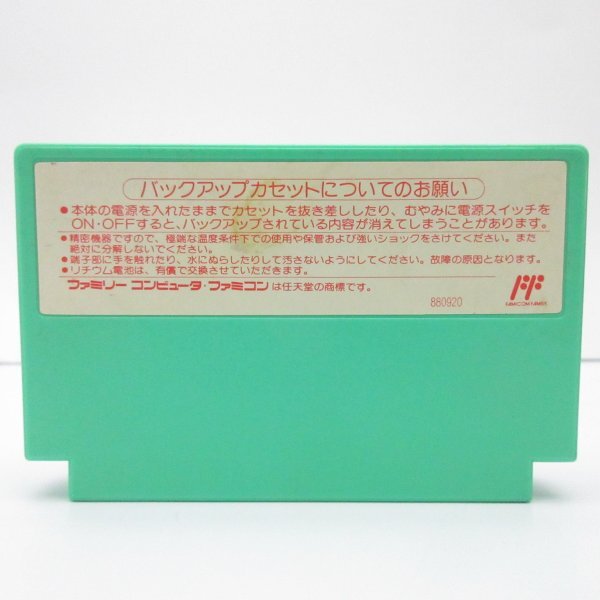 バックアップカセットについてのお願い
●本体の電源を入れたままでカセットを抜き差ししたり、むやみに電源スイッチを
ON・OFFすると、バックアップされている内容が消えてしまうことがあります。
●精密機器ですので、極端な温度条件下での使用や保管および強いショックをさけてください。また
絶対に分解しないでください。
●端子部に手を触れたり、水にぬらしたりして汚さないようにしてください。故障の原因となります。
●リチウム電池は、有償で交換させていただきます。
ファミリー コンピュータ・ファミコン は任天堂の商標です。
880920
FF
FAMICOM FAMILY